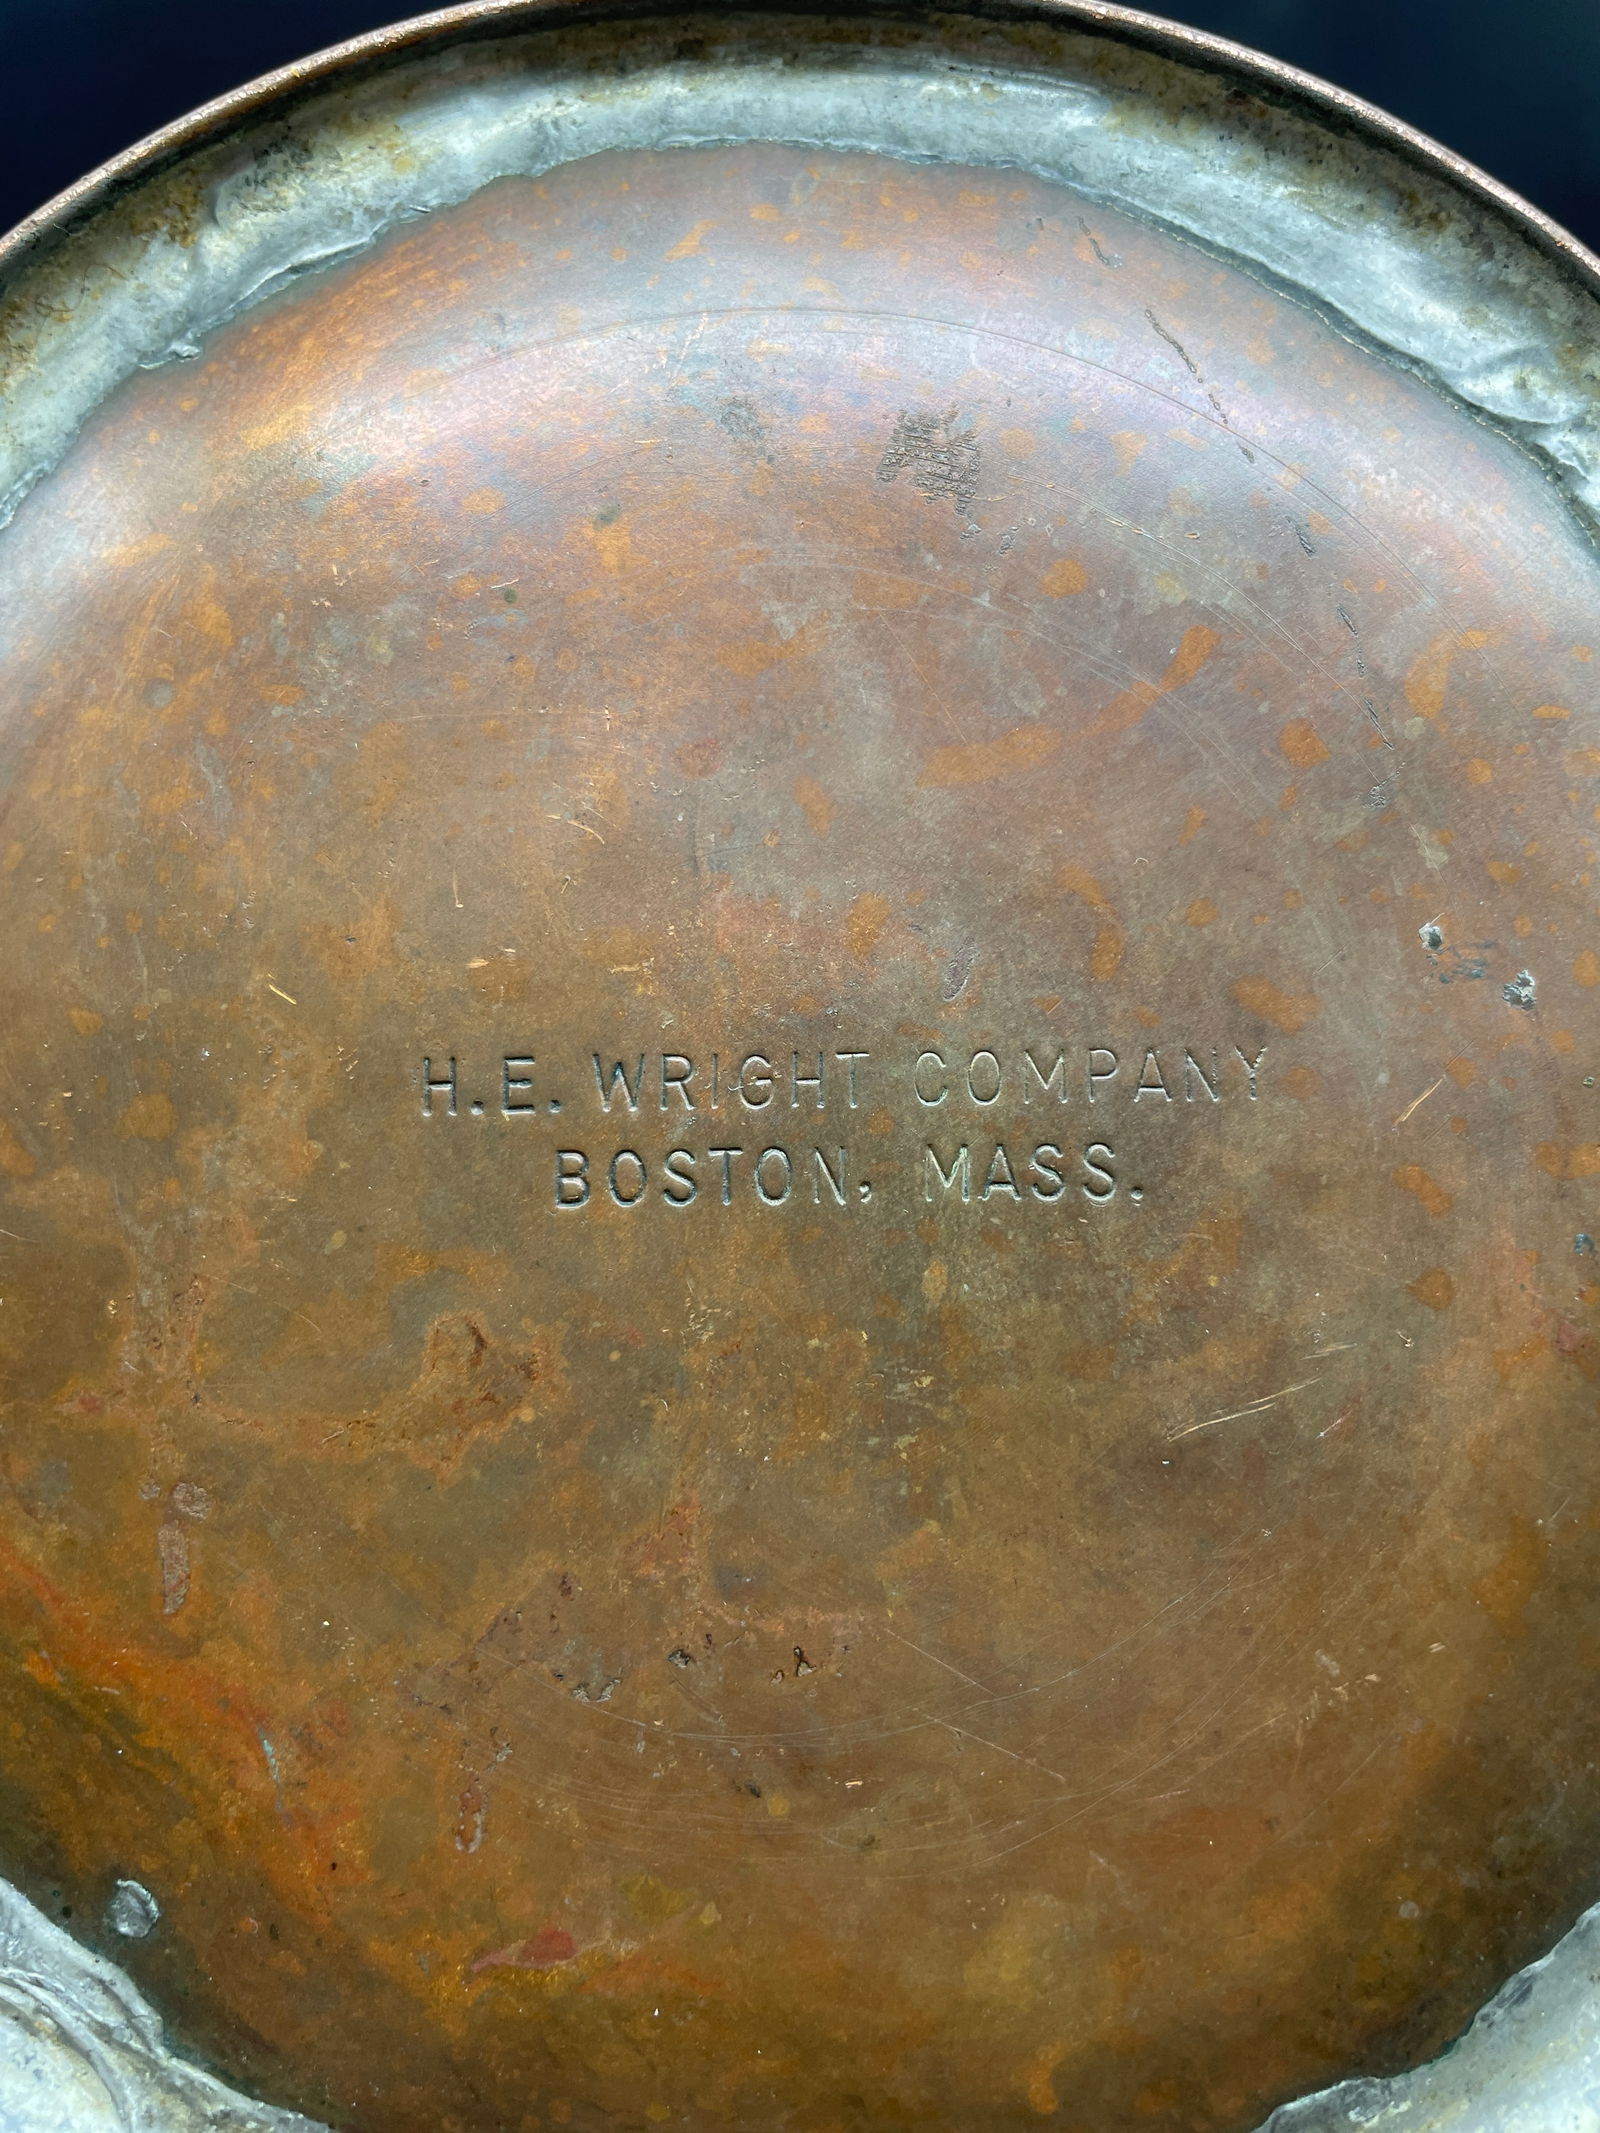 H.E. WRIGHT COMPANY
BOSTON, MASS.